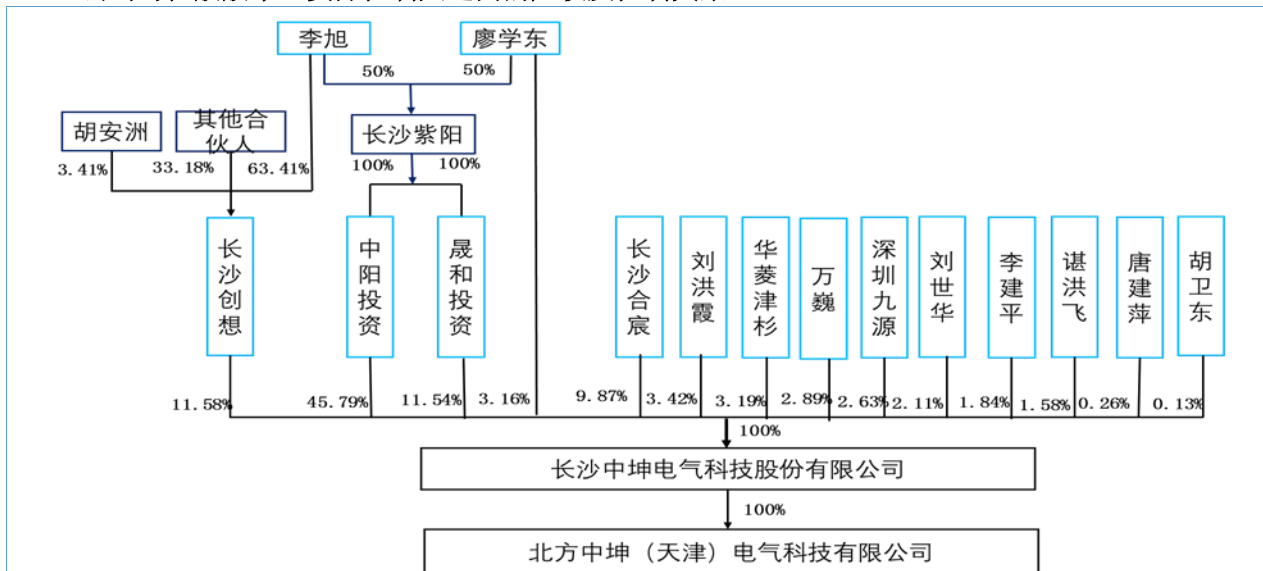 李旭
廖学东
50%
50%
胡安洲
其他合
伙人
长沙紫阳
3.41%
33.18%
63.41%
100%
100%
长沙创想
中阳投资
晟和投资
长沙合宸
刘洪霞
华菱津杉
万巍
深圳九源
刘世华
李建平
谌洪飞
唐建萍
胡卫东
11.58%
45.79%
11.54%
3.16%
9.87%
3.42%
3.19%
2.89%
2.63%
2.11%
1.84%
1.58%
0.26%
0.13%
100%
长沙中坤电气科技股份有限公司
100%
北方中坤（天津）电气科技有限公司